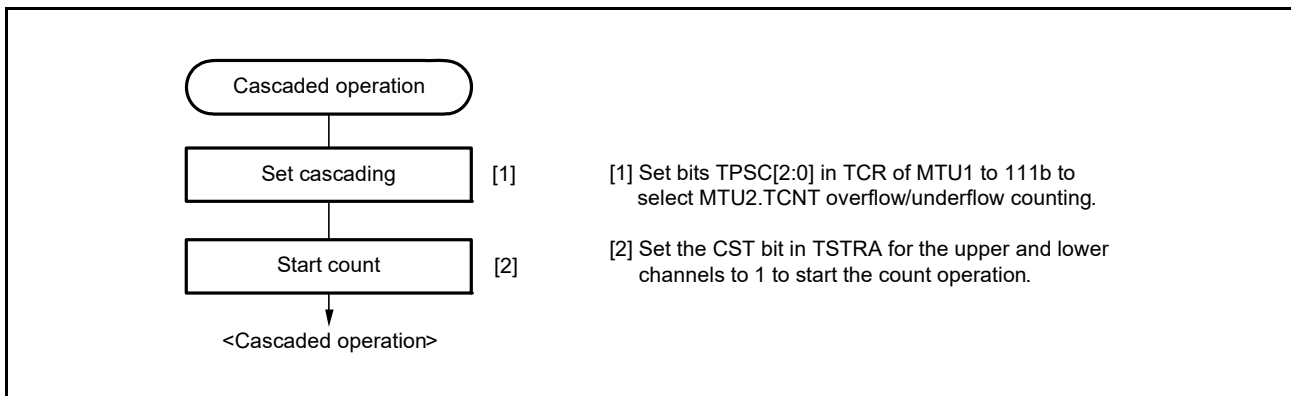 Cascaded operation
Set cascading [1]
[1] Set bits TPSC[2:0] in TCR of MTU1 to 111b to
select MTU2.TCNT overflow/underflow counting.
Start count [2]
[2] Set the CST bit in TSTRA for the upper and lower
channels to 1 to start the count operation.
<Cascaded operation>